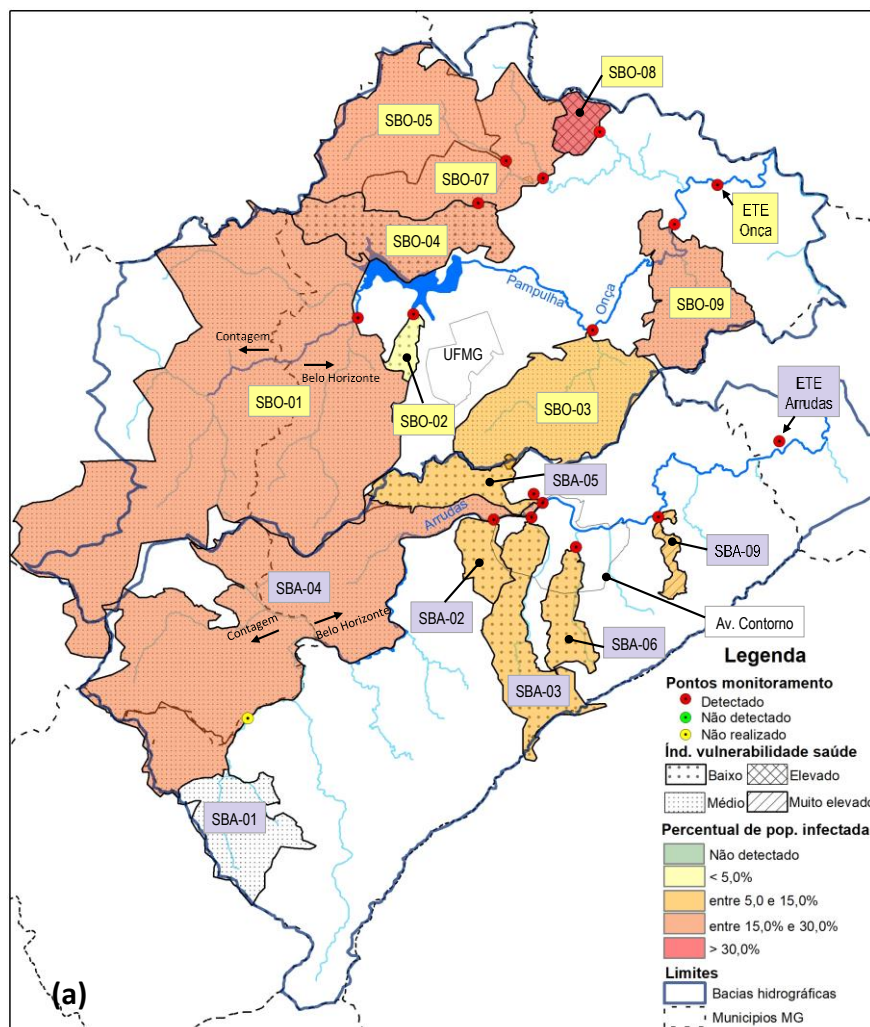 SBO-08
SBO-05
SBO-07
ETE
Onça
SBO-04
Pampulha
Onça
SBO-09
Contagem
UFMG
Belo Horizonte
SBO-01
SBO-02
SBO-03
ETE
Arrudas
SBA-05
Arrudas
SBA-09
SBA-04
SBA-02
Contagem
Belo Horizonte
Av. Contorno
SBA-06
SBA-03
SBA-01
(a)
Legenda
Pontos monitoramento
Detectado
Não detectado
Não realizado
Índ. vulnerabilidade saúde
Baixo Elevado
Médio Muito elevado
Percentual de pop. infectada
Não detectado
< 5,0%
entre 5,0 e 15,0%
entre 15,0% e 30,0%
> 30,0%
Limites
Bacias hidrográficas
Municipios MG